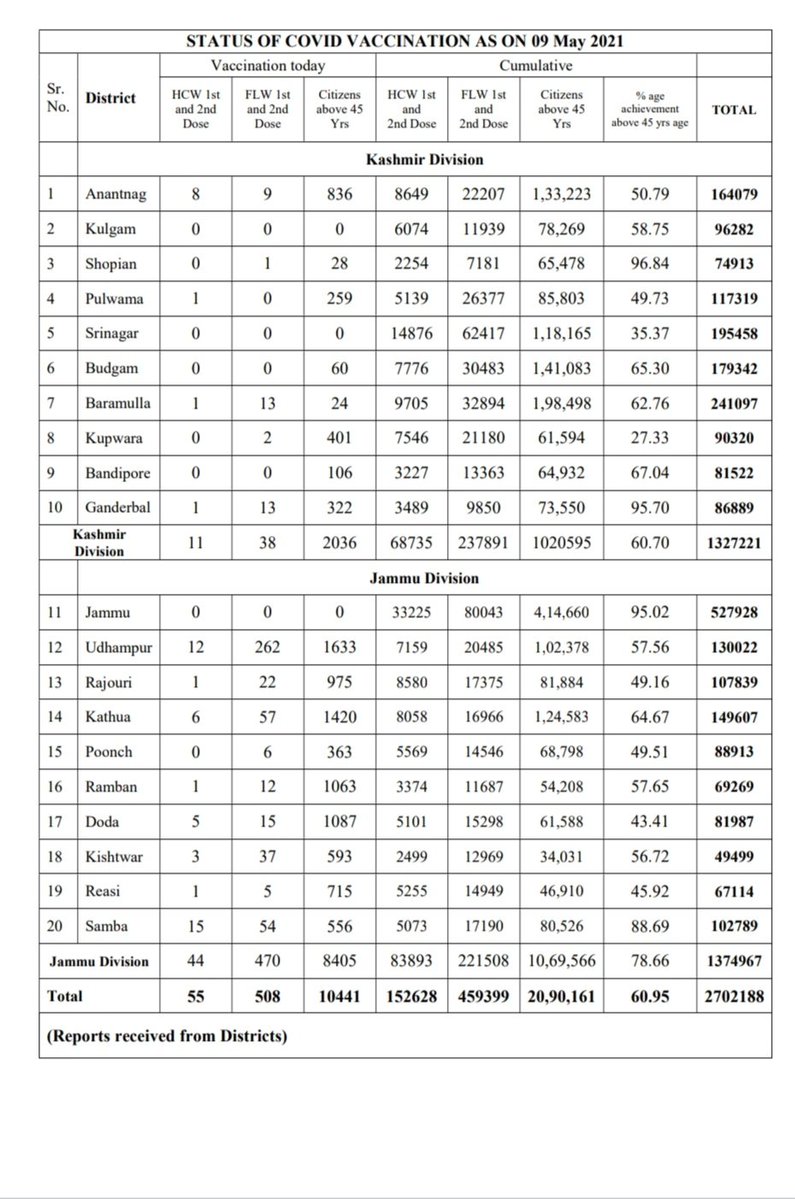 STATUS OF COVID VACCINATION AS ON 09 May 2021
Sr. No. District Vaccination today Cumulative
HCW 1st and 2nd Dose FLW 1st and 2nd Dose Citizens above 45 Yrs HCW 1st and 2nd Dose FLW 1st and 2nd Dose Citizens above 45 Yrs % age achievement above 45 yrs age TOTAL
Kashmir Division
1 Anantnag 8 9 836 8649 22207 1,33,223 50.79 164079
2 Kulgam 0 0 0 6074 11939 78,269 58.75 96282
3 Shopian 0 1 28 2254 7181 65,478 96.84 74913
4 Pulwama 1 0 259 5139 26377 85,803 49.73 117319
5 Srinagar 0 0 0 14876 62417 1,18,165 35.37 195458
6 Budgam 0 0 60 7776 30483 1,41,083 65.30 179342
7 Baramulla 1 13 24 9705 32894 1,98,498 62.76 241097
8 Kupwara 0 2 401 7546 21180 61,594 27.33 90320
9 Bandipore 0 0 106 3227 13363 64,932 67.04 81522
10 Ganderbal 1 13 322 3489 9850 73,550 95.70 86889
Kashmir Division 11 38 2036 68735 237891 1020595 60.70 1327221
Jammu Division
11 Jammu 0 0 0 33225 80043 4,14,660 95.02 527928
12 Udhampur 12 262 1633 7159 20485 1,02,378 57.56 130022
13 Rajouri 1 22 975 8580 17375 81,884 49.16 107839
14 Kathua 6 57 1420 8058 16966 1,24,583 64.67 149607
15 Poonch 0 6 363 5569 14546 68,798 49.51 88913
16 Ramban 1 12 1063 3374 11687 54,208 57.65 69269
17 Doda 5 15 1087 5101 15298 61,588 43.41 81987
18 Kishtwar 3 37 593 2499 12969 34,031 56.72 49499
19 Reasi 1 5 715 5255 14949 46,910 45.92 67114
20 Samba 15 54 556 5073 17190 80,526 88.69 102789
Jammu Division 44 470 8405 83893 221508 10,69,566 78.66 1374967
Total 55 508 10441 152628 459399 20,90,161 60.95 2702188
(Reports received from Districts)